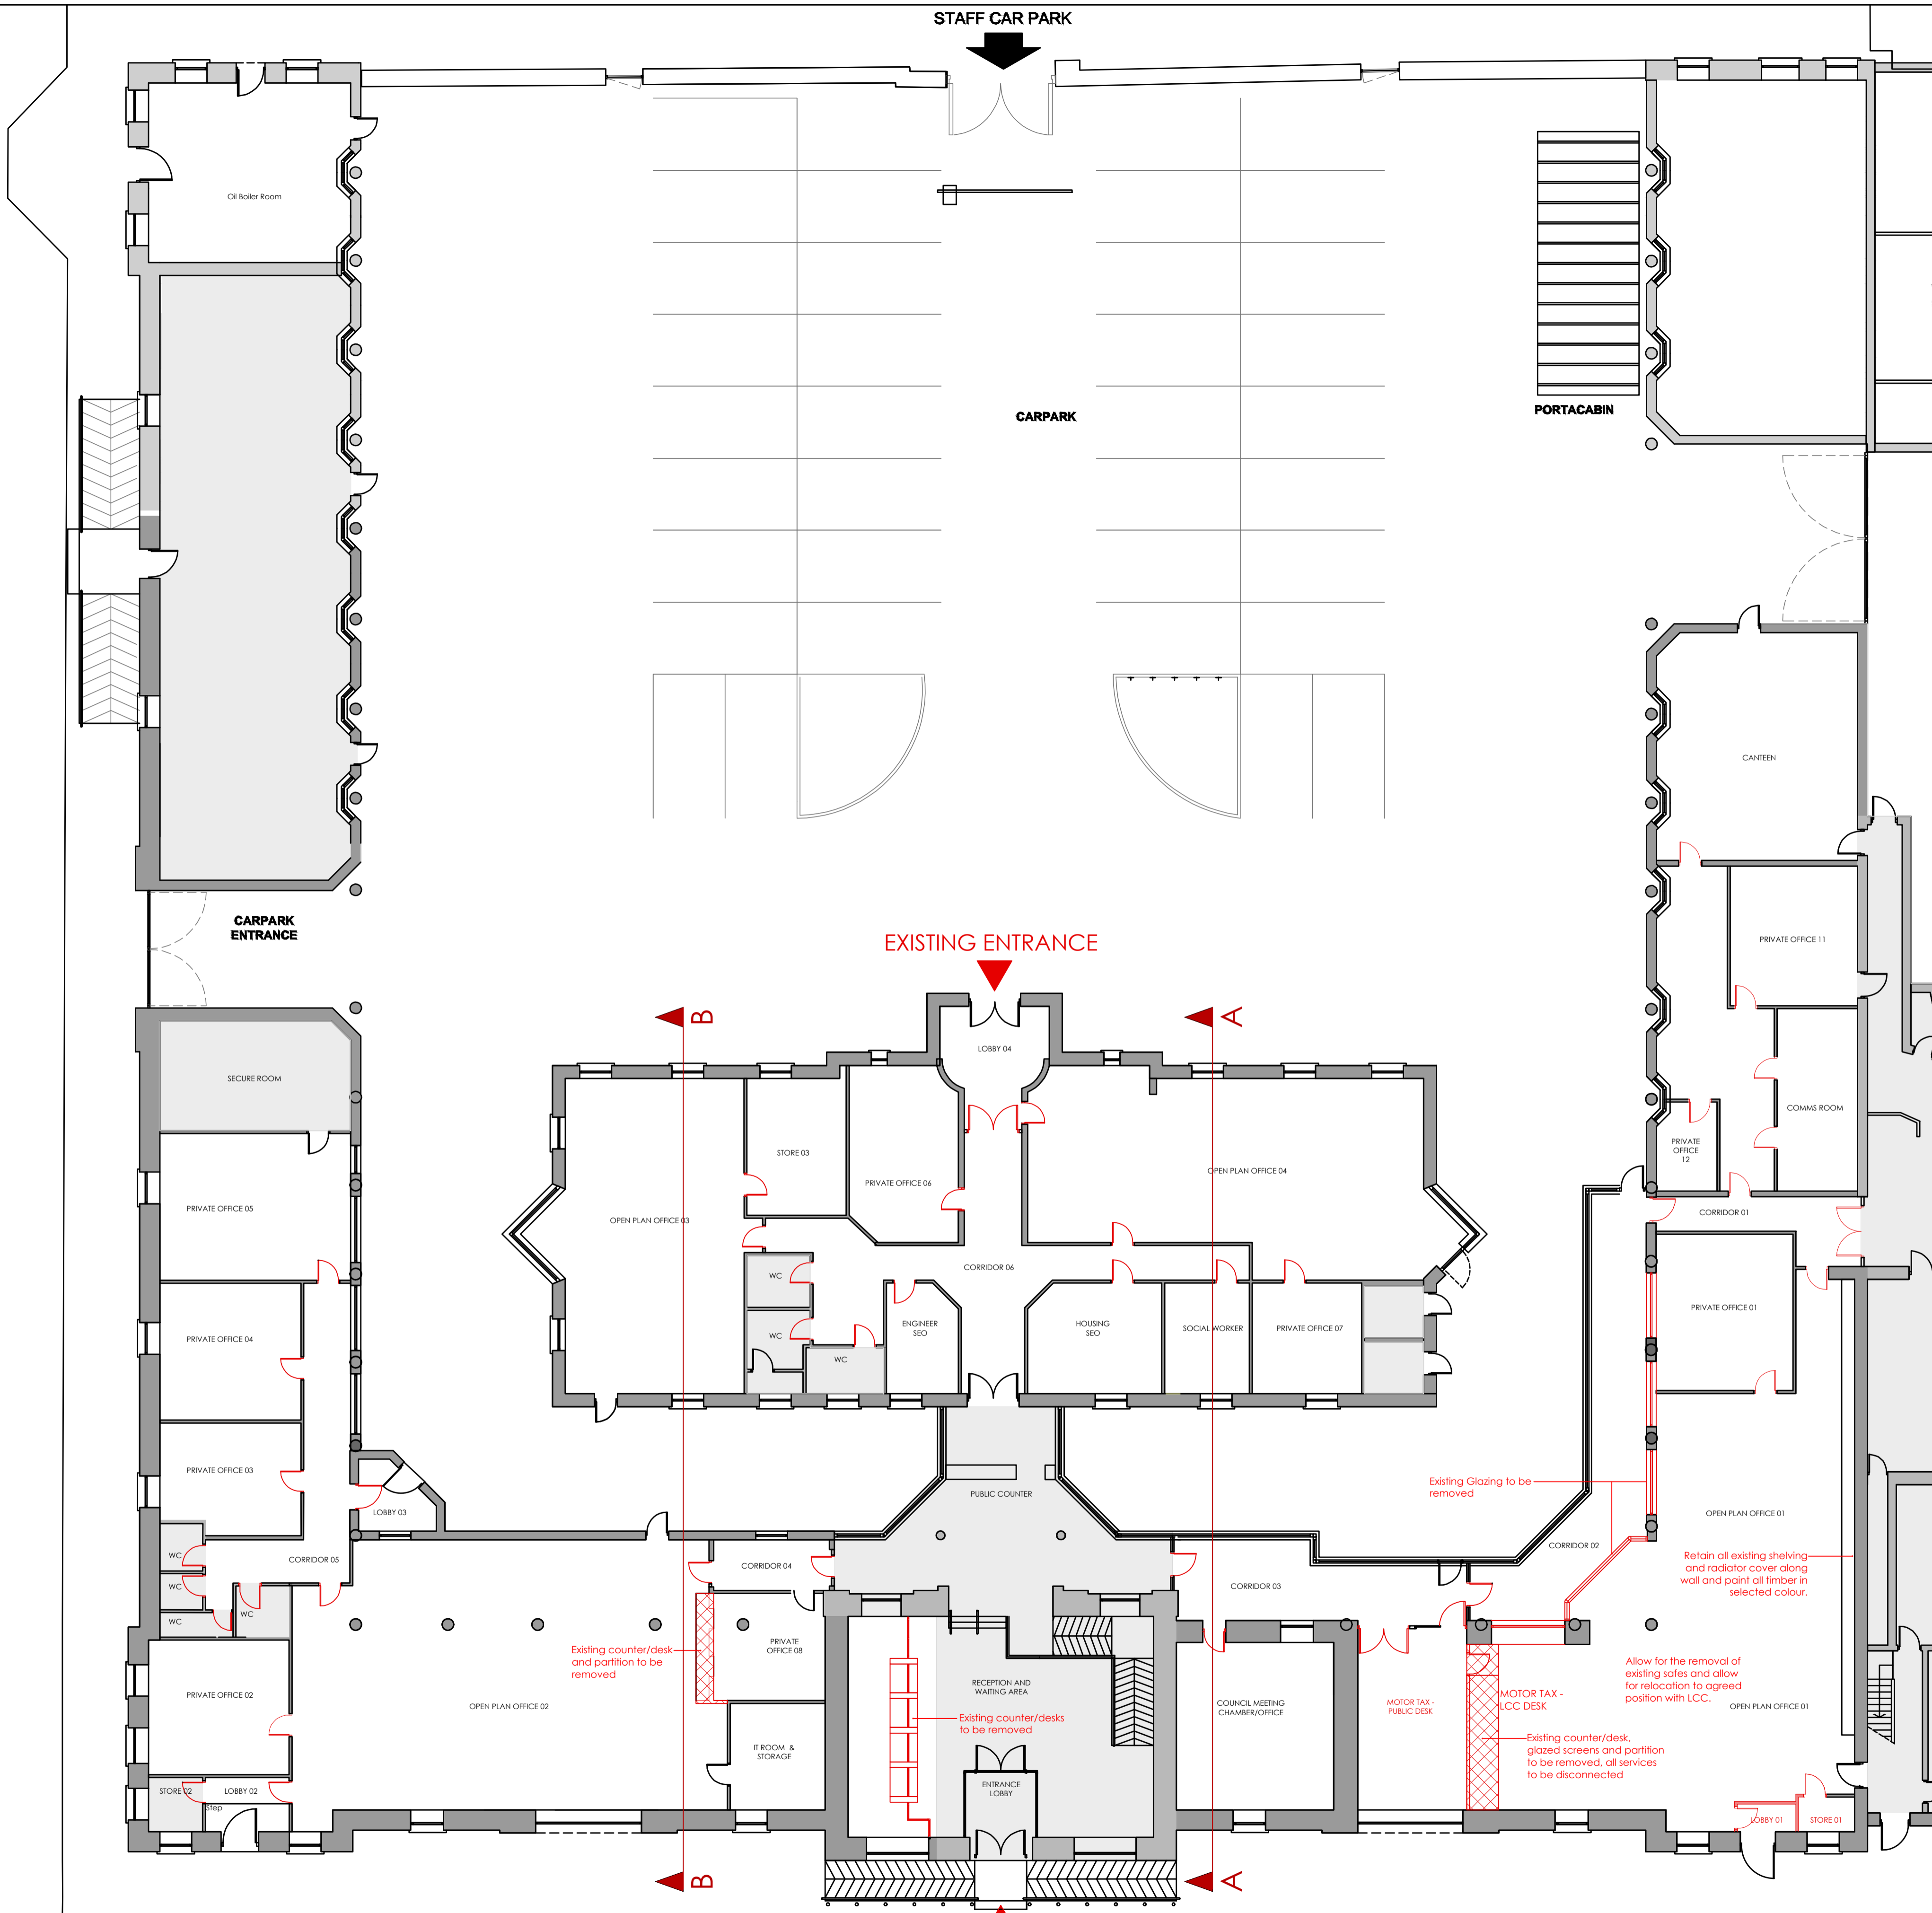 STAFF CAR PARK
Oil Boiler Room
CARPARK
PORTACABIN
CANTEEN
CARPARK
ENTRANCE
EXISTING ENTRANCE
PRIVATE OFFICE 11
B
A
LOBBY 04
SECURE ROOM
COMMS ROOM
STORE 03
PRIVATE
OFFICE
12
PRIVATE OFFICE 06
OPEN PLAN OFFICE 04
PRIVATE OFFICE 05
OPEN PLAN OFFICE 03
CORRIDOR 01
CORRIDOR 06
WC
PRIVATE OFFICE 01
ENGINEER
SEO
HOUSING
SEO
SOCIAL WORKER
PRIVATE OFFICE 07
PRIVATE OFFICE 04
WC
WC
PRIVATE OFFICE 03
Existing Glazing to be
removed
PUBLIC COUNTER
LOBBY 03
OPEN PLAN OFFICE 01
CORRIDOR 02
WC
CORRIDOR 05
CORRIDOR 04
Retain all existing shelving
and radiator cover along
wall and paint all timber in
selected colour.
WC
CORRIDOR 03
WC
WC
Existing counter/desk
and partition to be
removed
PRIVATE
OFFICE 08
Allow for the removal of
existing safes and allow
for relocation to agreed
position with LCC.
RECEPTION AND
WAITING AREA
PRIVATE OFFICE 02
OPEN PLAN OFFICE 02
COUNCIL MEETING
CHAMBER/OFFICE
MOTOR TAX -
PUBLIC DESK
MOTOR TAX -
LCC DESK
OPEN PLAN OFFICE 01
Existing counter/desks
to be removed
IT ROOM &
STORAGE
Existing counter/desk,
glazed screens and partition
to be removed, all services
to be disconnected
STORE 02
LOBBY 02
ENTRANCE
LOBBY
Step
LOBBY 01
STORE 01
B
A